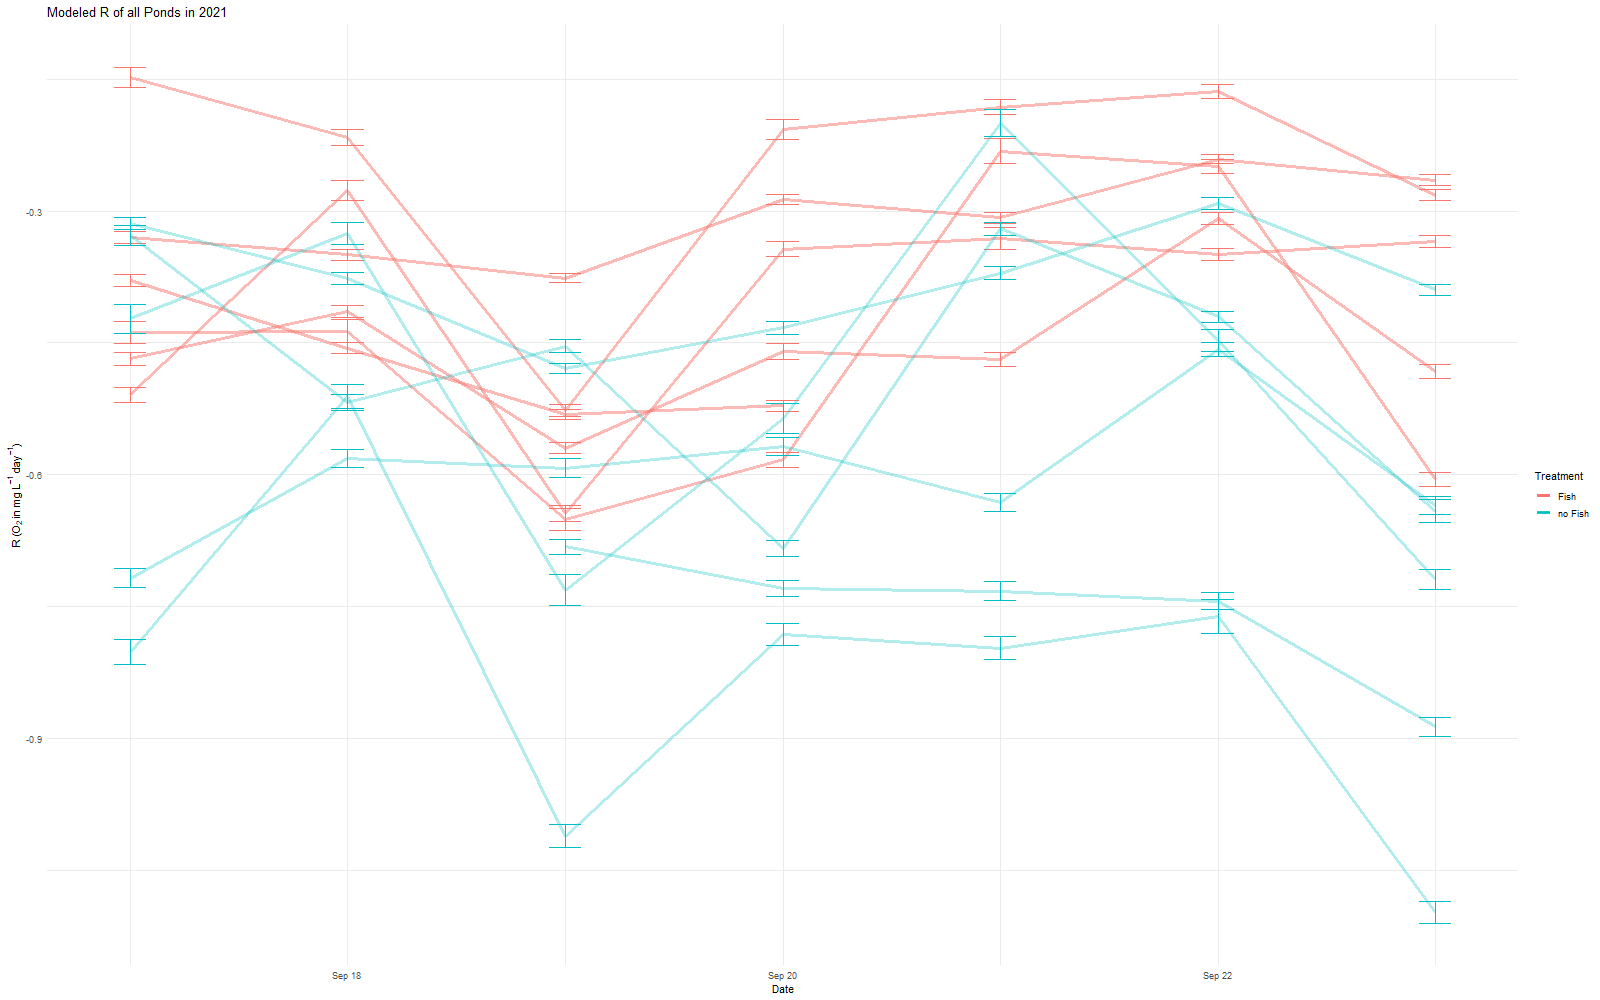 Modeled R of all Ponds in 2021
-0.3
-0.6
-0.9
R (O₂ in mg L⁻¹ day⁻¹)
Sep 18
Sep 20
Sep 22
Date
Treatment
Fish
no Fish